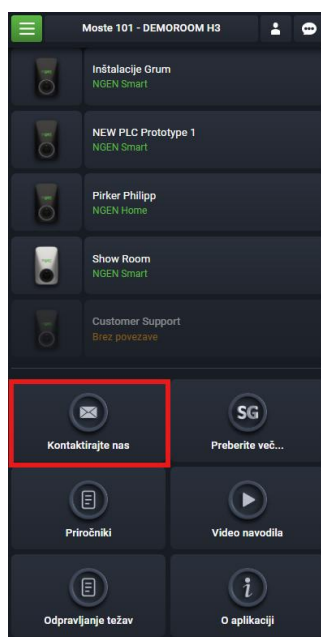 Moste 101 - DEMOROOM H3
Inštalacije Grum
NGEN Smart
NEW PLC Prototype 1
NGEN Smart
Pirker Philipp
NGEN Home
Show Room
NGEN Smart
Customer Support
Brez povezave
Kontaktirajte nas
SG
Preberite več...
Priročniki
Video navodila
Odpravljanje težav
i
O aplikaciji